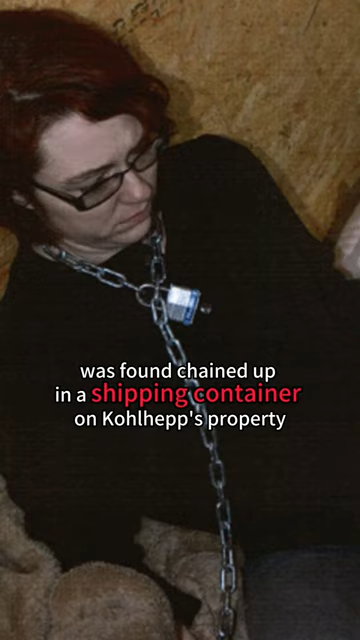 was found chained up
in a shipping container
on Kohlhepp's property